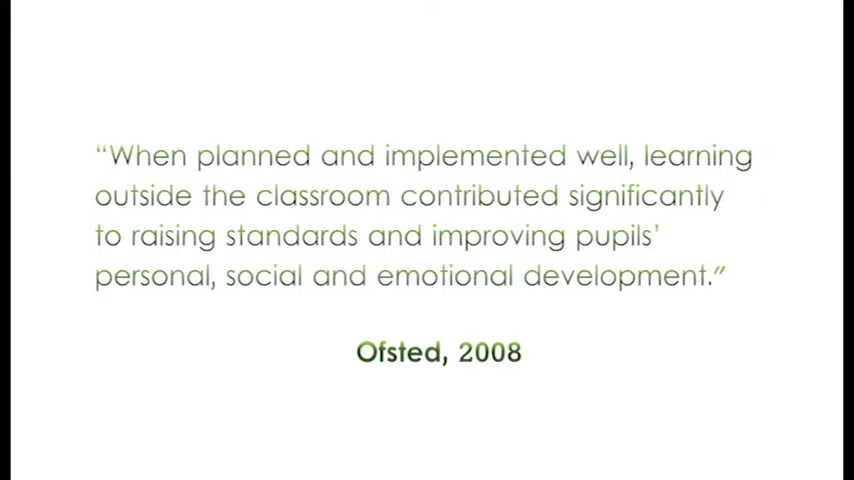 “When planned and implemented well, learning
outside the classroom contributed significantly
to raising standards and improving pupils’
personal, social and emotional development.”
Ofsted, 2008